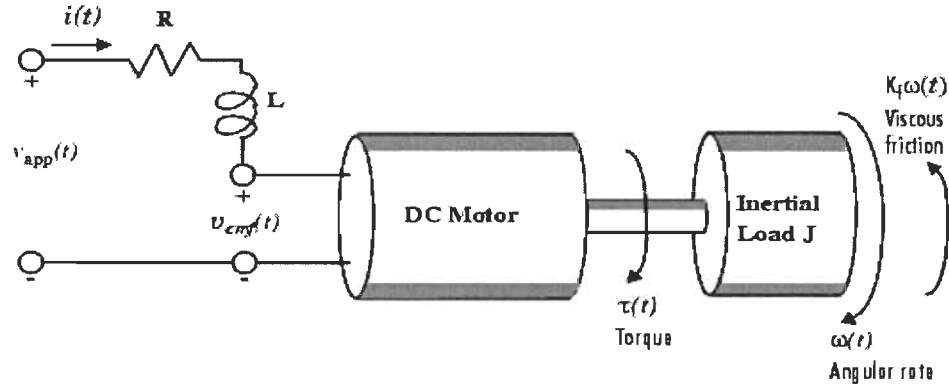 i(t)
R
+
L
v_app(t)
+
v_emf(t)
-
-
DC Motor
τ(t)
Torque
Inertial
Load J
K_fω(t)
Viscous
friction
ω(t)
Angular rate